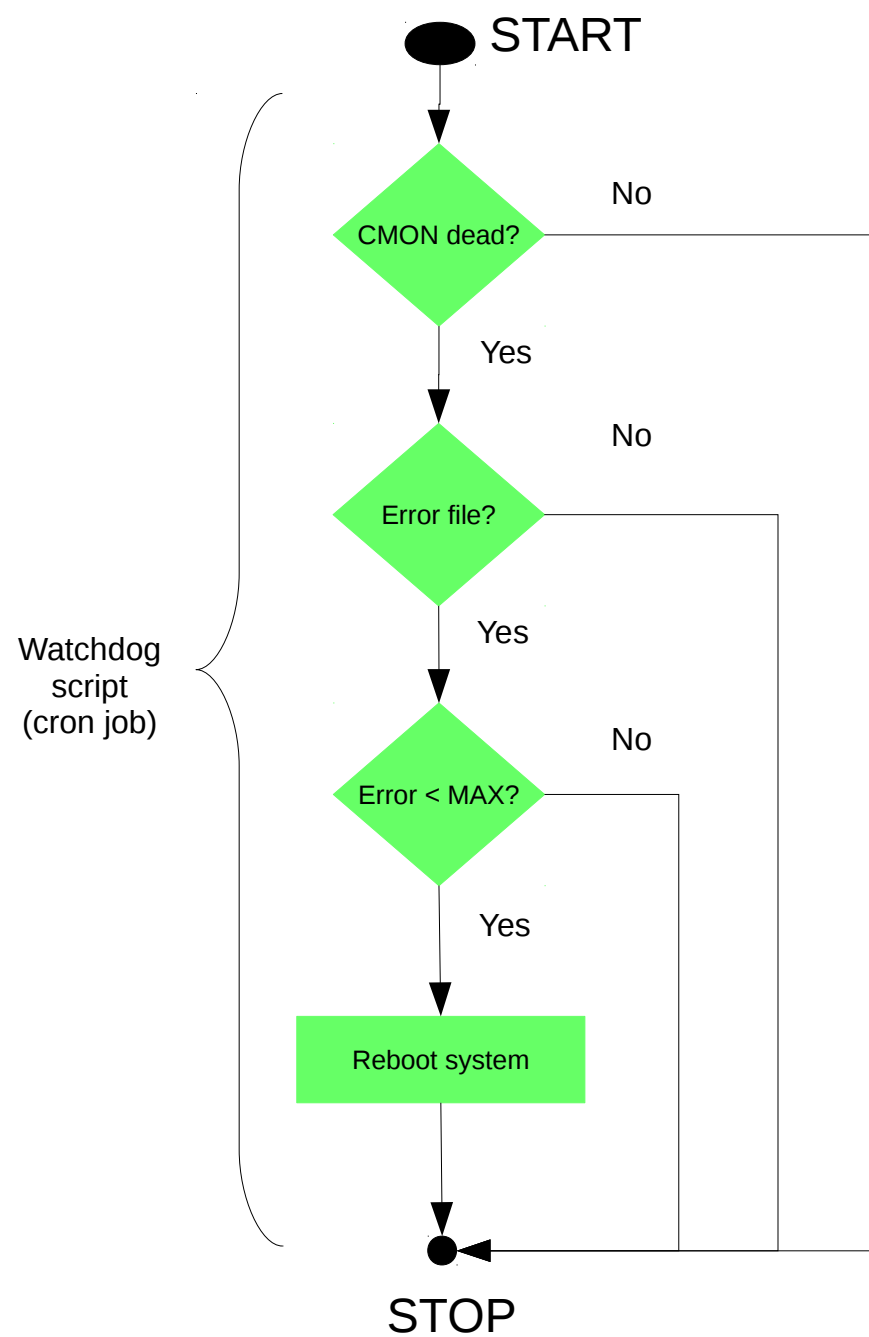 START
No
CMON dead?
Yes
No
Error file?
Yes
Watchdog
script
(cron job)
No
Error < MAX?
Yes
Reboot system
STOP